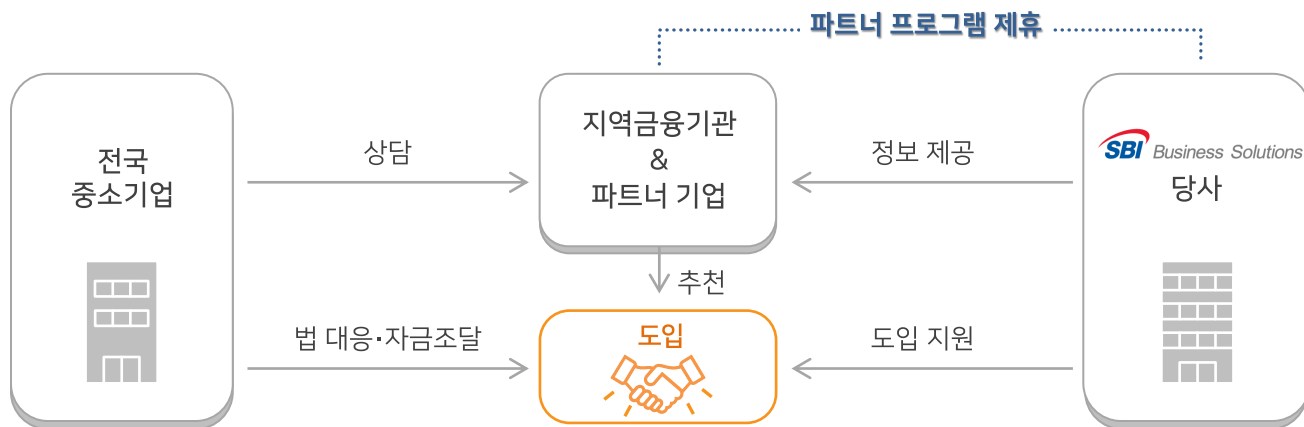 파트너 프로그램 제휴
전국
중소기업
상담
지역금융기관
&
파트너 기업
정보 제공
SBI Business Solutions
당사
추천
법 대응·자금조달
도입
도입 지원